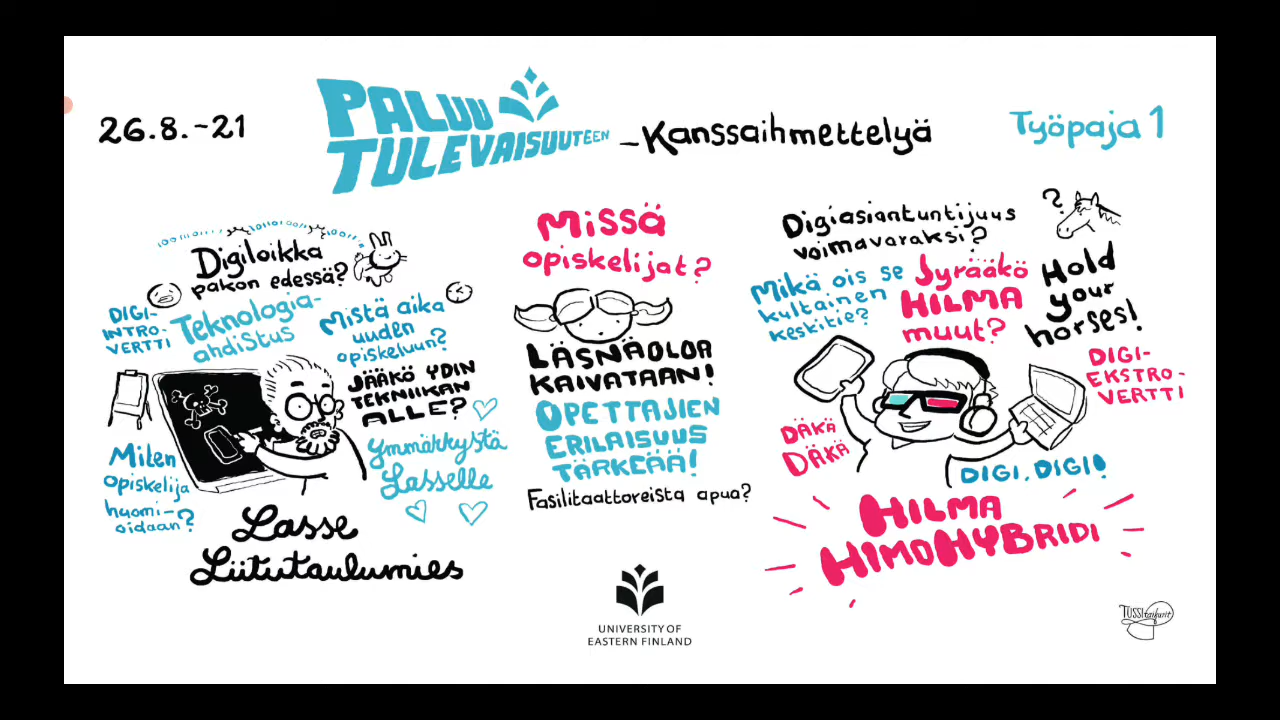 26.8.-21
PALUU
TULEVAISUUTEEN
-Kanssaihmettelyä
Työpaja 1
Digiloikka
pakon edessä?
DIGI-
INTRO-
VERTTI
Teknologia-
ahdistus
Mistä aika
uuden
opiskeluun?
JÄÄKÖ YDIN
TEKNIIKAN
ALLE?
Miten
opiskelija
huomi-
oidaan?
Ymmärrystä
Lasselle
Lasse
Liitutaulumies
Missä
opiskelijat?
LÄSNÄOLOA
KAIVATAAN!
OPETTAJIEN
ERILAISUUS
TÄRKEÄÄ!
Fasilitaattoreista apua?
Digiasiantuntijuus
voimavaraksi?
?
Mikä ois se
kultainen
keskitie?
Jyrääkö
HILMA
muut?
Hold
your
horses!
DIGI-
EKSTRO-
VERTTI
DÄKÄ
DÄKÄ
DIGI, DIGI!
HILMA
HIMOHYBRIDI
UNIVERSITY OF
EASTERN FINLAND
TUSSItaikurit